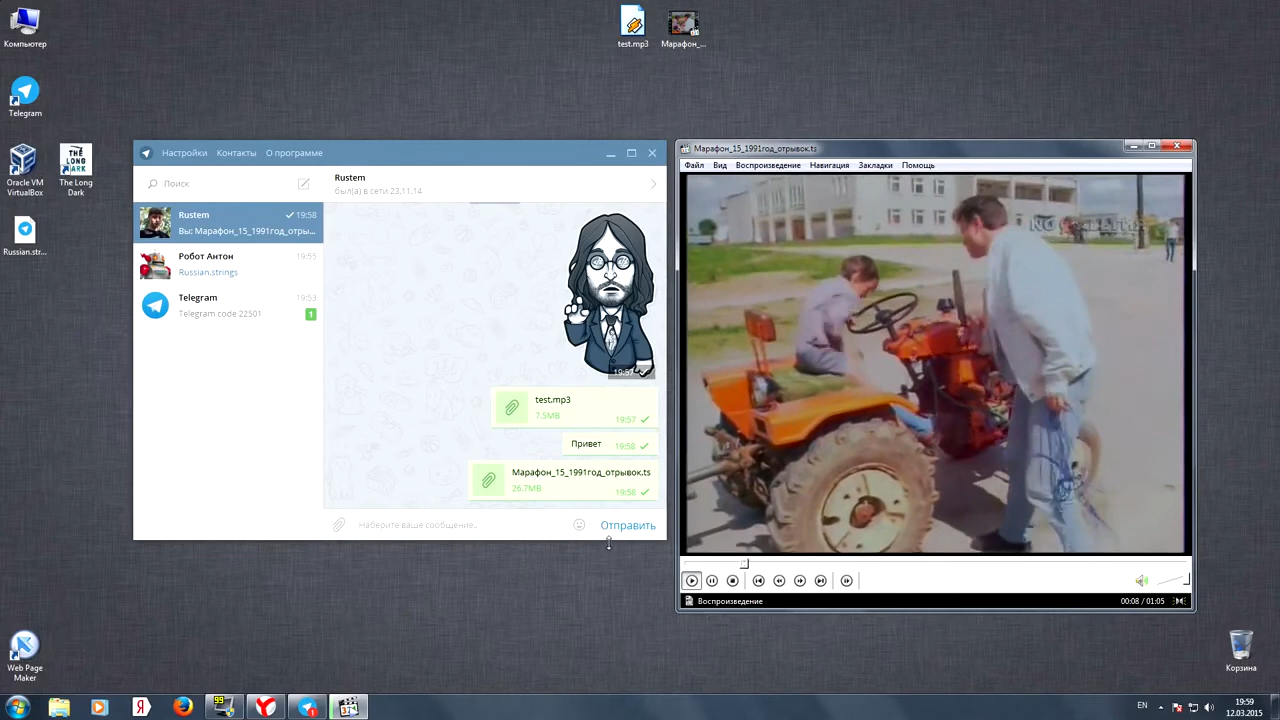 Компьютер
Telegram
Oracle VM
VirtualBox
THE
LONG
DARK
The Long
Dark
Russian.str...
Web Page
Maker
test.mp3
Марафон_...
Настройки Контакты О программе
Поиск
Rustem
19:58
Вы: Марафон_15_1991год_отры...
Робот Антон
19:55
Russian.strings
Telegram
19:53
Telegram code 22501
1
Rustem
был(а) в сети 23.11.14
19:57
test.mp3
7.5MB
19:57
Привет
19:58
Марафон_15_1991год_отрывок.ts
26.7MB
19:58
Наберите ваше сообщение..
Отправить
Марафон_15_1991год_отрывок.ts
Файл Вид Воспроизведение Навигация Закладки Помощь
Воспроизведение
00:08 / 01:05
Корзина
Я
99
1
37
EN
19:59
12.03.2015